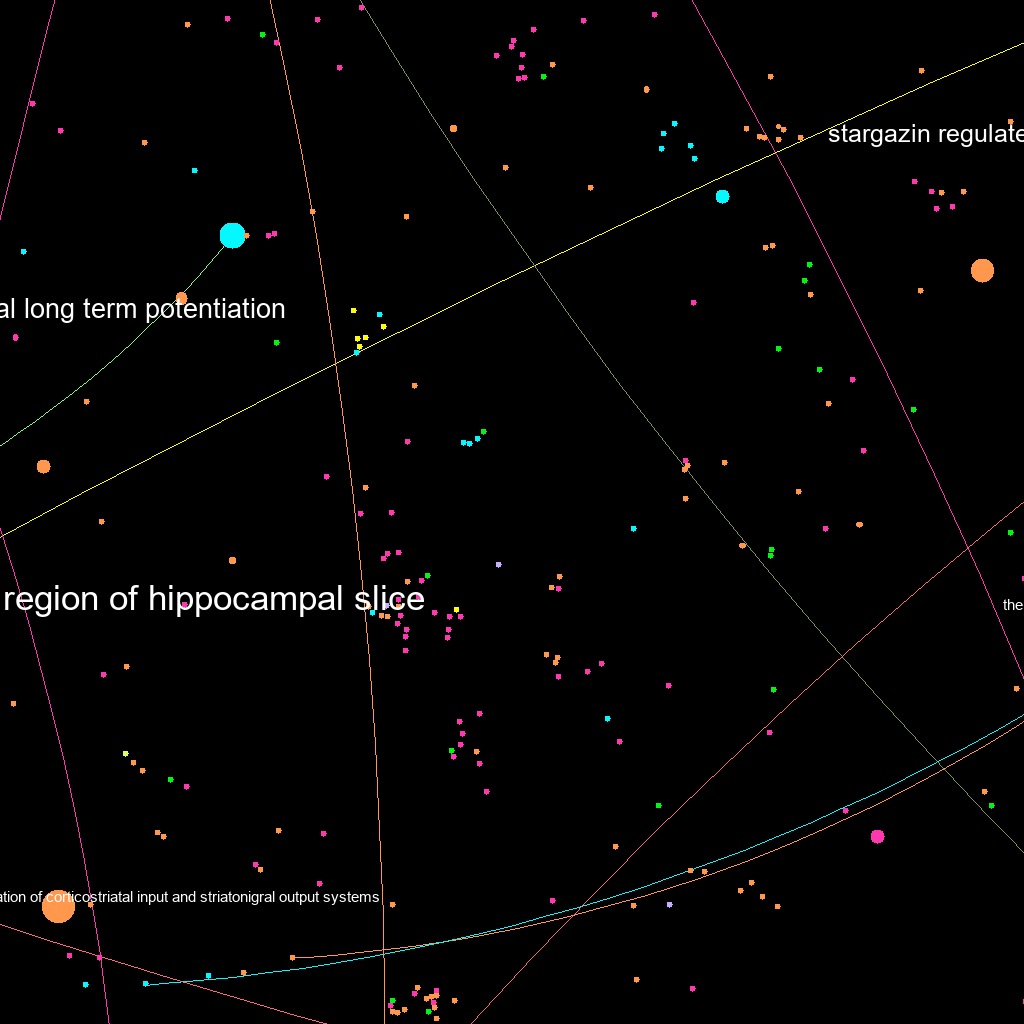 stargazin regulate
al long term potentiation
region of hippocampal slice
the
ation of corticostriatal input and striatonigral output systems